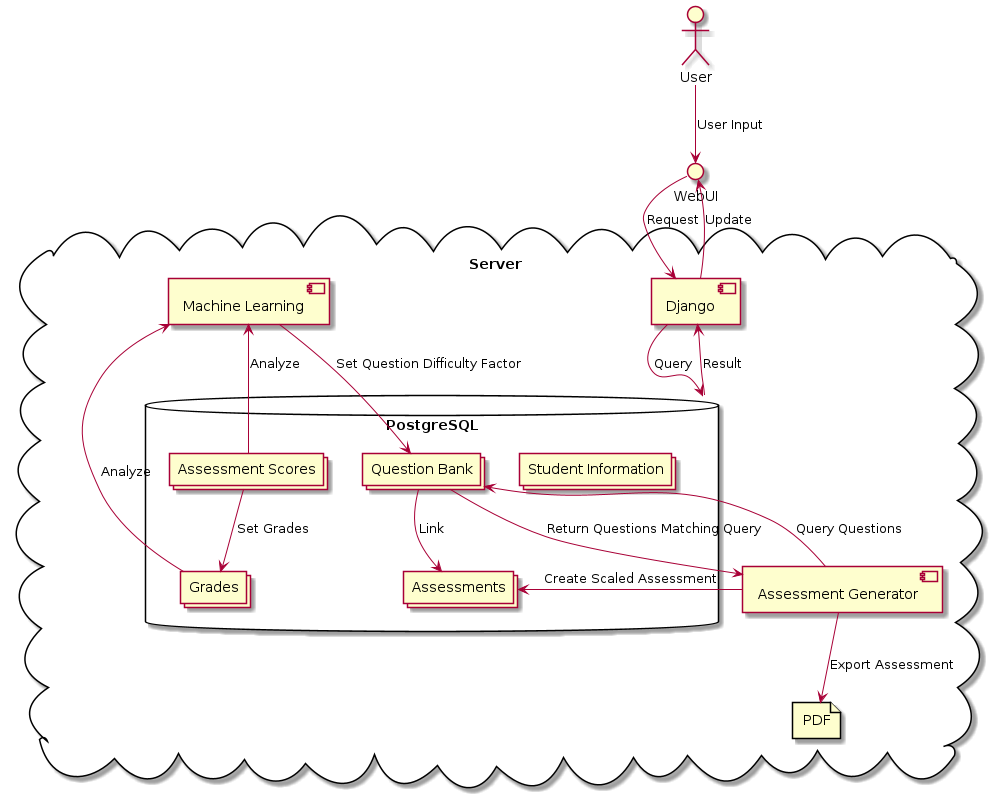 User
User Input
WebUI
Request
Update
Server
Machine Learning
Django
Analyze
Set Question Difficulty Factor
Query
Result
PostgreSQL
Analyze
Assessment Scores
Question Bank
Student Information
Set Grades
Link
Return Questions Matching Query
Query Questions
Grades
Assessments
Create Scaled Assessment
Assessment Generator
Export Assessment
PDF